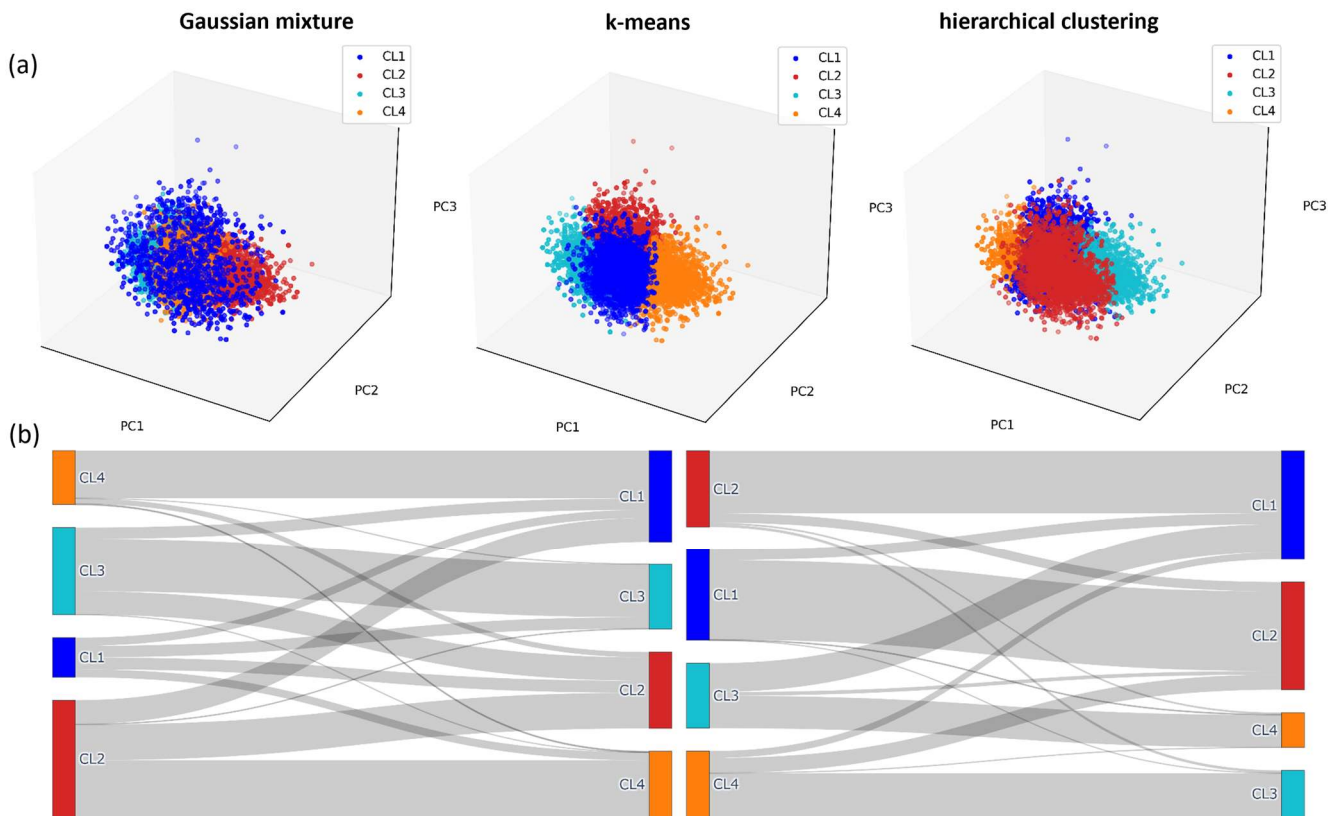 Gaussian mixture
k-means
hierarchical clustering
(a)
CL1
CL2
CL3
CL4
CL1
CL2
CL3
CL4
CL1
CL2
CL3
CL4
PC3
PC3
PC3
PC2
PC2
PC2
PC1
PC1
PC1
(b)
CL4
CL3
CL1
CL2
CL1
CL3
CL2
CL4
CL2
CL1
CL3
CL4
CL1
CL2
CL4
CL3